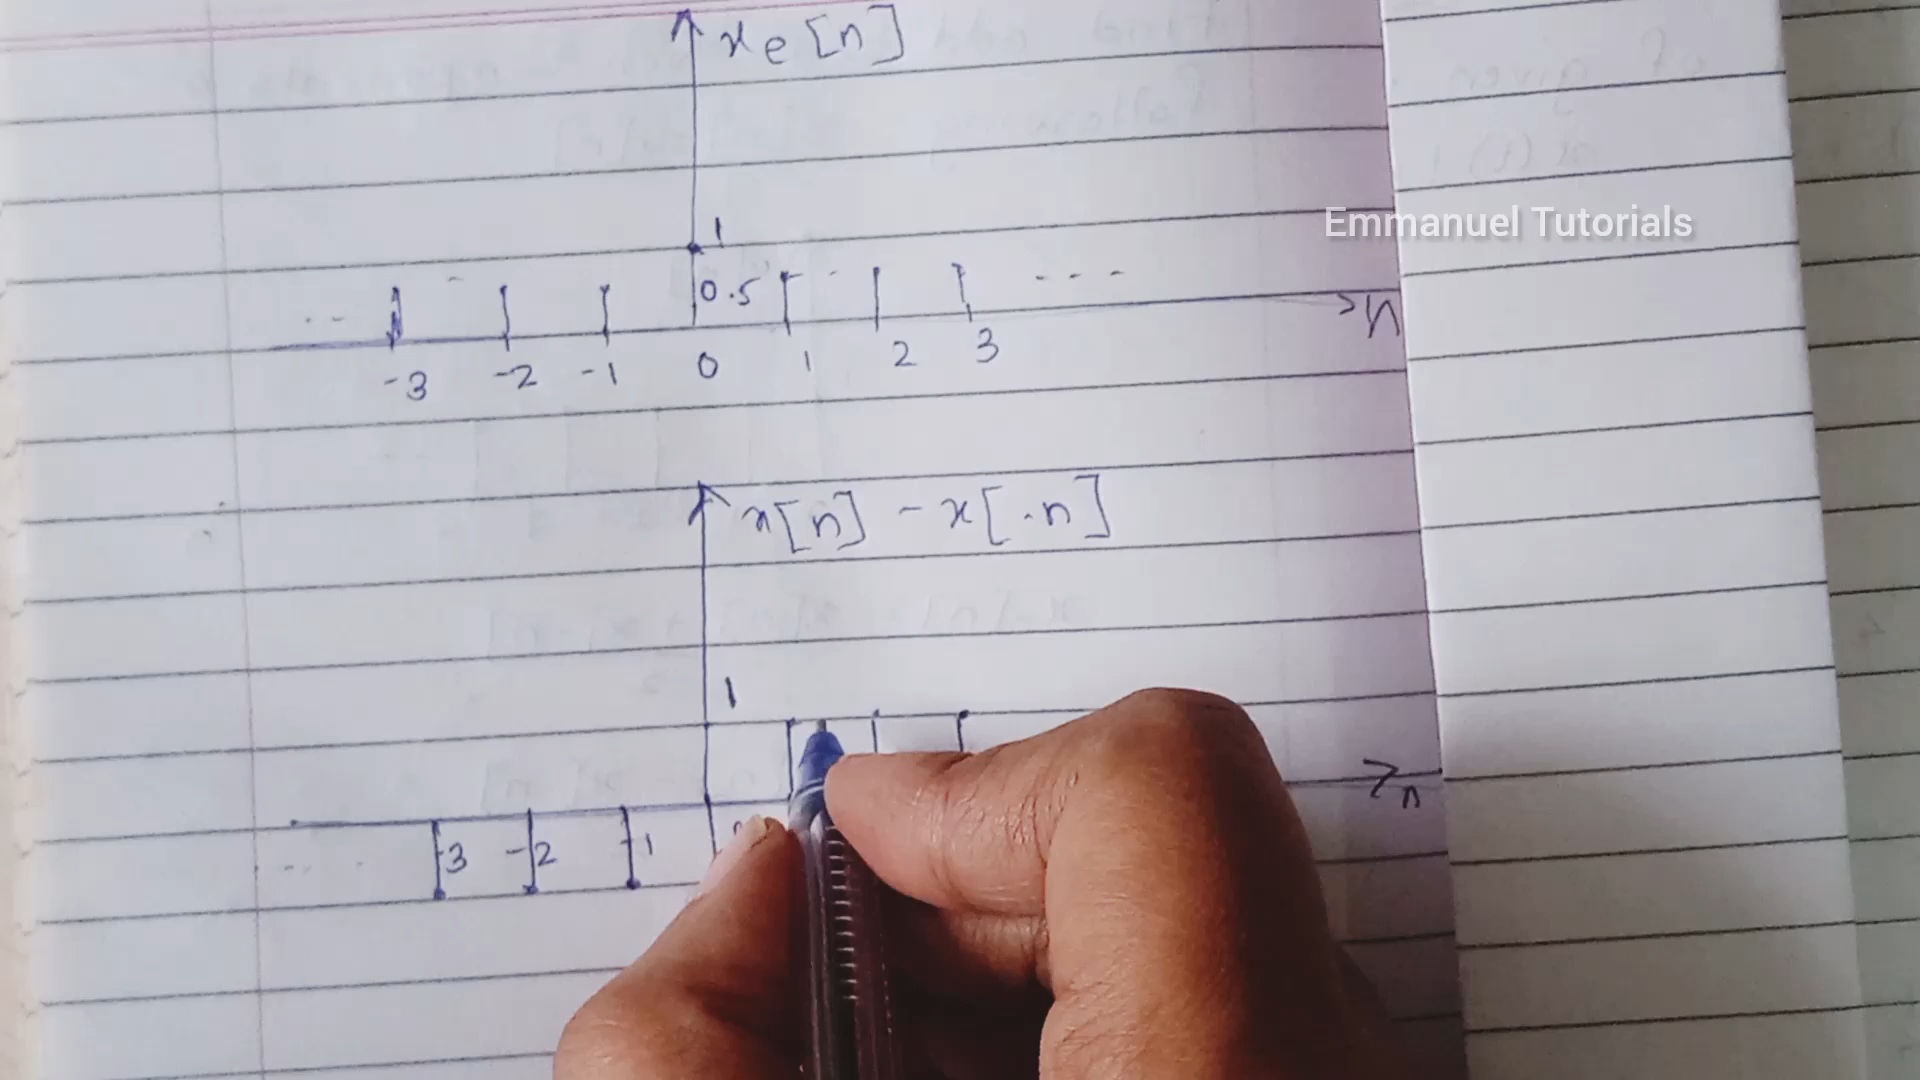 xe[n]
1
Emmanuel Tutorials
0.5
.. - - .. - - -
-3 -2 -1 0 1 2 3
n
x[n] - x[-n]
1
n
.... -3 -2 -1